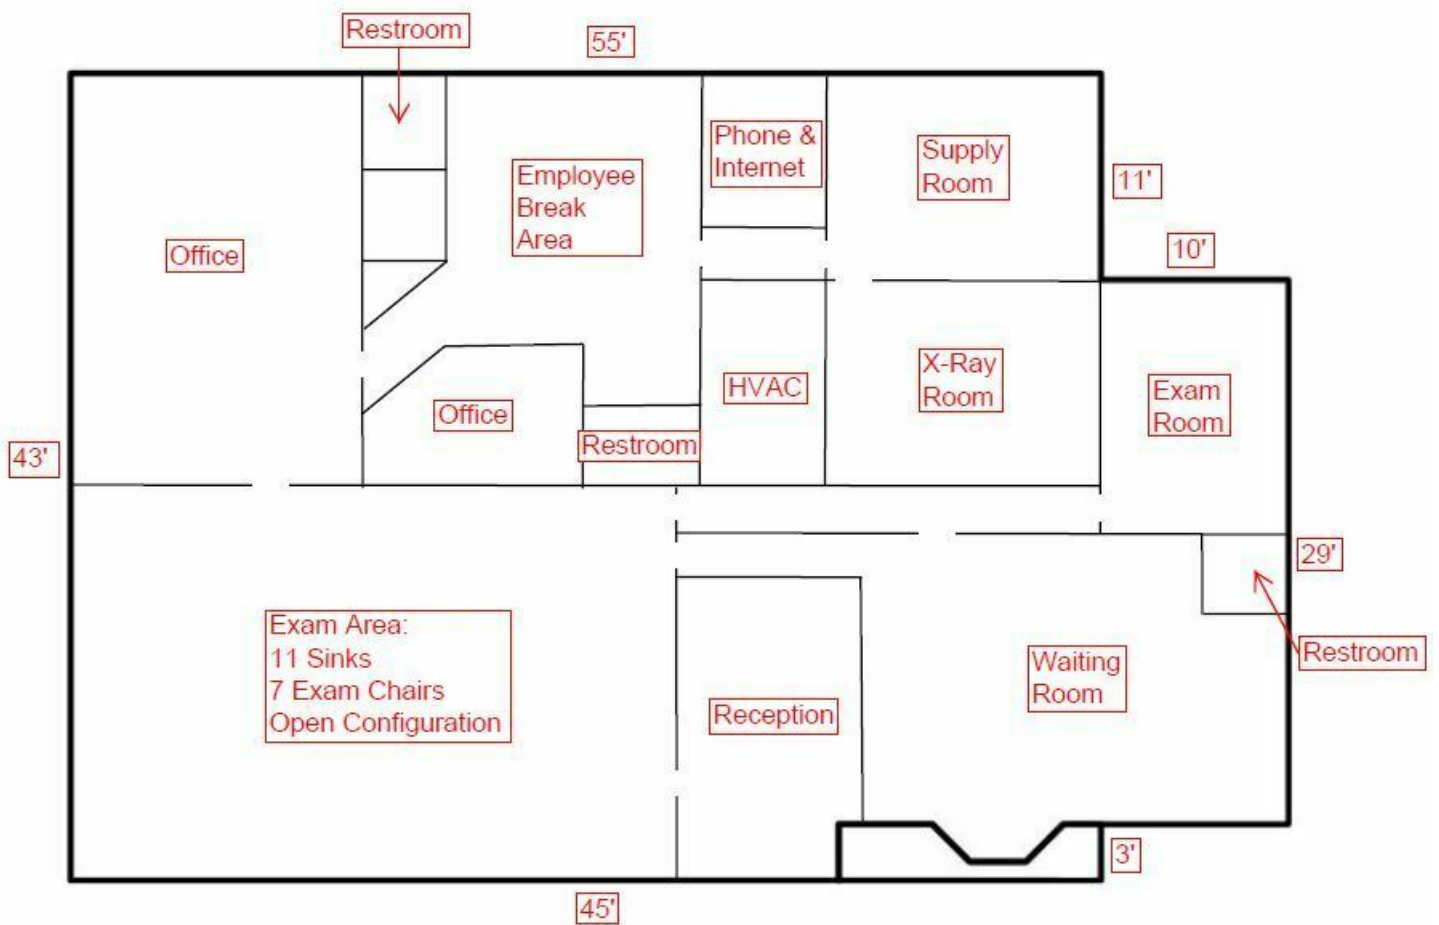 Restroom
55'
Phone &
Internet
Supply
Room
11'
Employee
Break
Area
Office
10'
X-Ray
Room
HVAC
Exam
Room
Office
Restroom
43'
29'
Exam Area:
11 Sinks
7 Exam Chairs
Open Configuration
Waiting
Room
Restroom
Reception
3'
45'